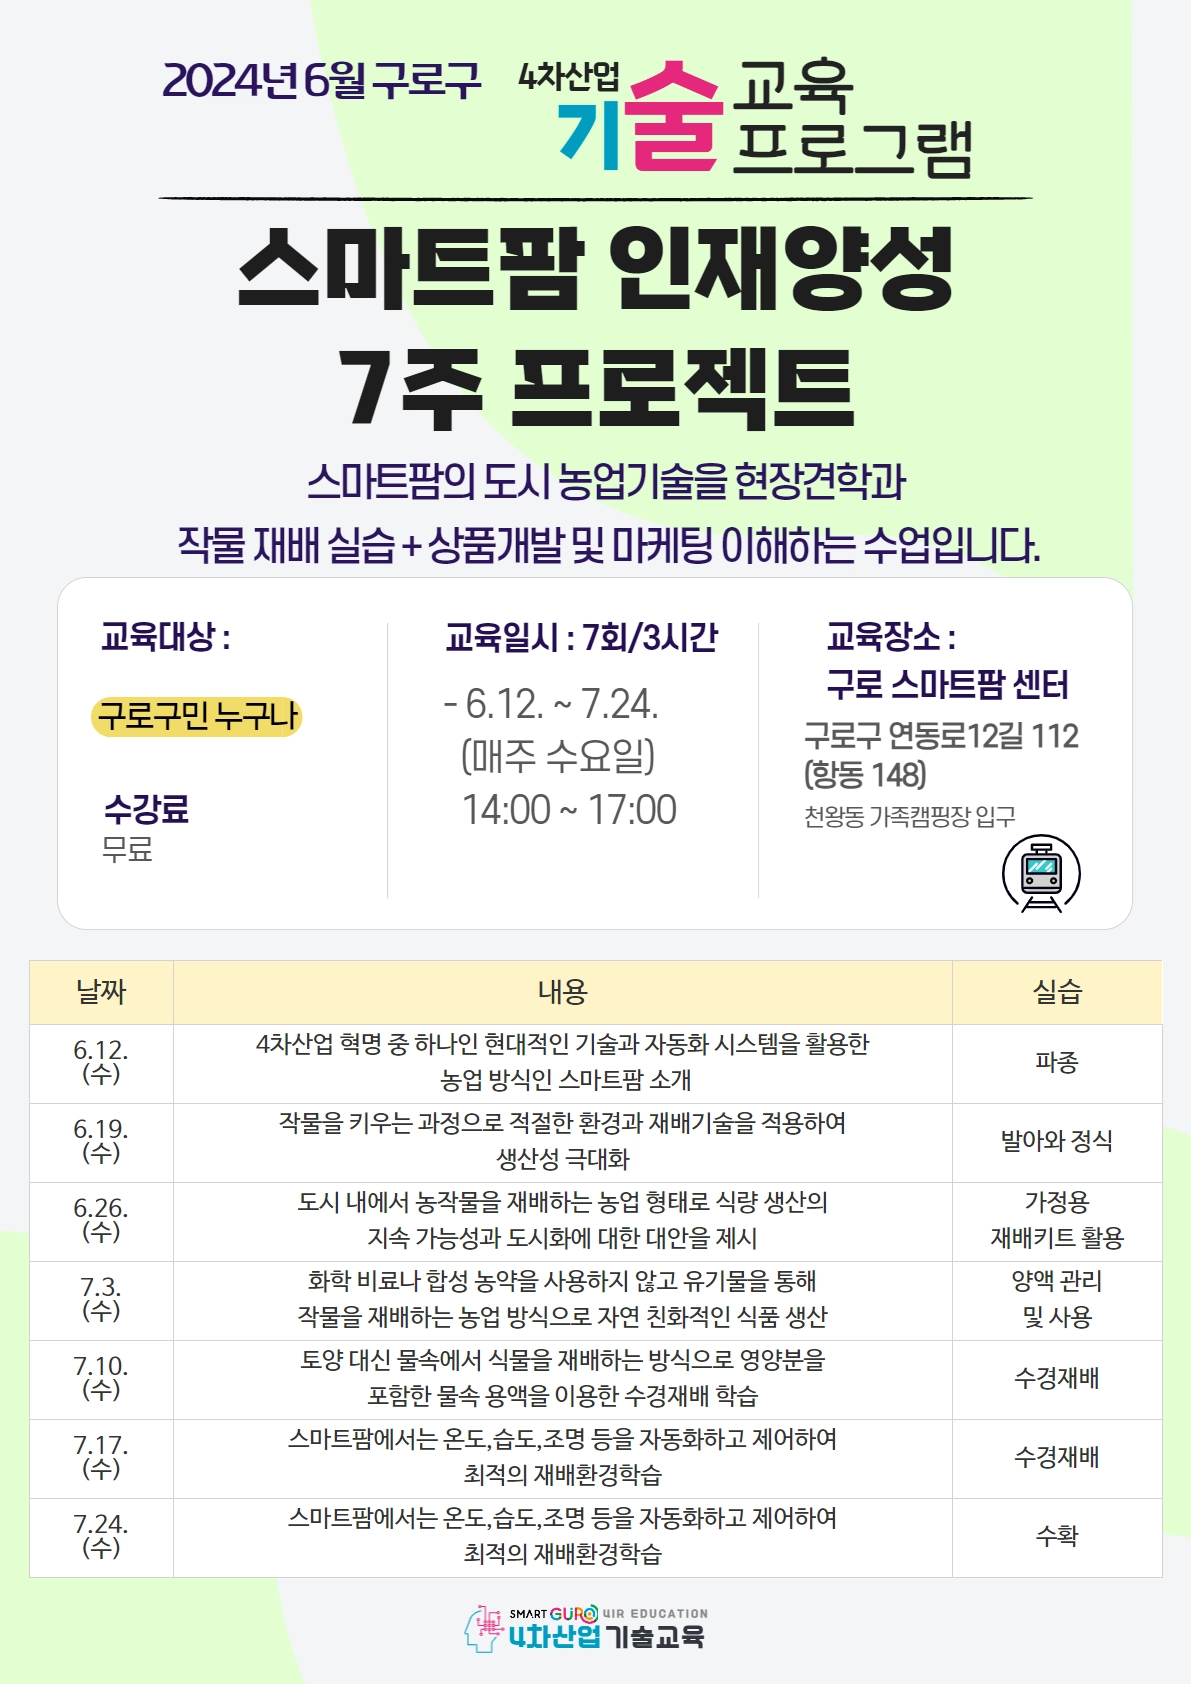 2024년 6월 구로구
4차산업
기술
교육
프로그램
스마트팜 인재양성
7주 프로젝트
스마트팜의 도시 농업기술을 현장견학과
작물 재배 실습 + 상품개발 및 마케팅 이해하는 수업입니다.
교육대상 :
구로구민 누구나
수강료
무료
교육일시 : 7회/3시간
- 6.12. ~ 7.24.
(매주 수요일)
14:00 ~ 17:00
교육장소 :
구로 스마트팜 센터
구로구 연동로12길 112
(항동 148)
천왕동 가족캠핑장 입구
날짜 내용 실습
6.12.
(수)
4차산업 혁명 중 하나인 현대적인 기술과 자동화 시스템을 활용한
농업 방식인 스마트팜 소개
파종
6.19.
(수)
작물을 키우는 과정으로 적절한 환경과 재배기술을 적용하여
생산성 극대화
발아와 정식
6.26.
(수)
도시 내에서 농작물을 재배하는 농업 형태로 식량 생산의
지속 가능성과 도시화에 대한 대안을 제시
가정용
재배키트 활용
7.3.
(수)
화학 비료나 합성 농약을 사용하지 않고 유기물을 통해
작물을 재배하는 농업 방식으로 자연 친화적인 식품 생산
양액 관리
및 사용
7.10.
(수)
토양 대신 물속에서 식물을 재배하는 방식으로 영양분을
포함한 물속 용액을 이용한 수경재배 학습
수경재배
7.17.
(수)
스마트팜에서는 온도,습도,조명 등을 자동화하고 제어하여
최적의 재배환경학습
수경재배
7.24.
(수)
스마트팜에서는 온도,습도,조명 등을 자동화하고 제어하여
최적의 재배환경학습
수확
SMART GURO 4IR EDUCATION
4차산업 기술교육